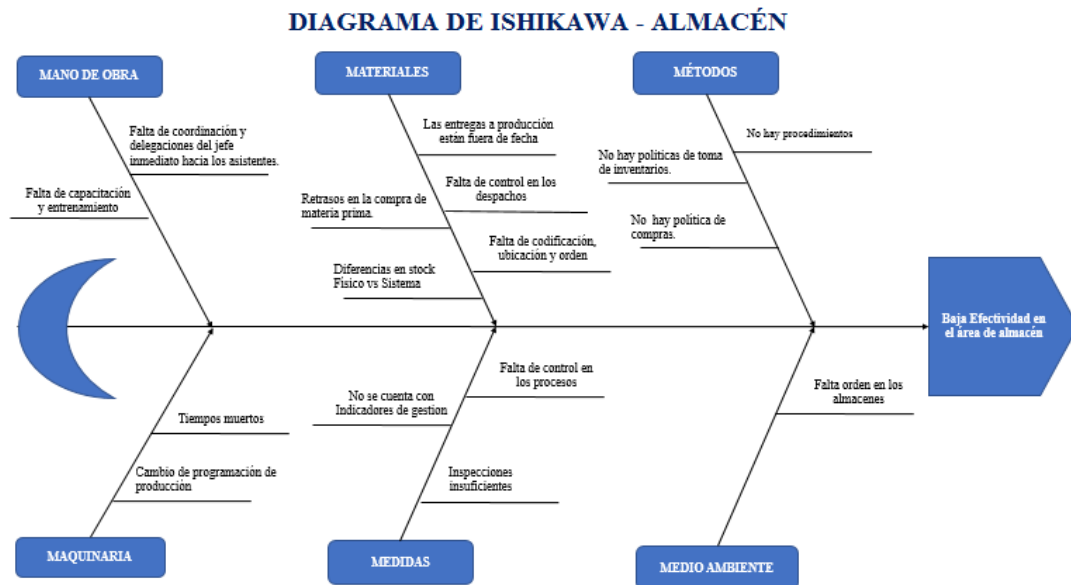 DIAGRAMA DE ISHIKAWA - ALMACÉN
MANO DE OBRA
Falta de coordinación y
delegaciones del jefe
inmediato hacia los asistentes.
Falta de capacitación
y entrenamiento
MATERIALES
Las entregas a producción
están fuera de fecha
Falta de control en los
despachos
Retrasos en la compra de
materia prima.
Falta de codificación,
ubicación y orden
Diferencias en stock
Físico vs Sistema
MÉTODOS
No hay procedimientos
No hay políticas de toma
de inventarios.
No hay política de
compras.
Baja Efectividad en
el área de almacén
Tiempos muertos
Cambio de programación de
producción
MAQUINARIA
Falta de control en
los procesos
No se cuenta con
Indicadores de gestion
Inspecciones
insuficientes
MEDIDAS
Falta orden en los
almacenes
MEDIO AMBIENTE